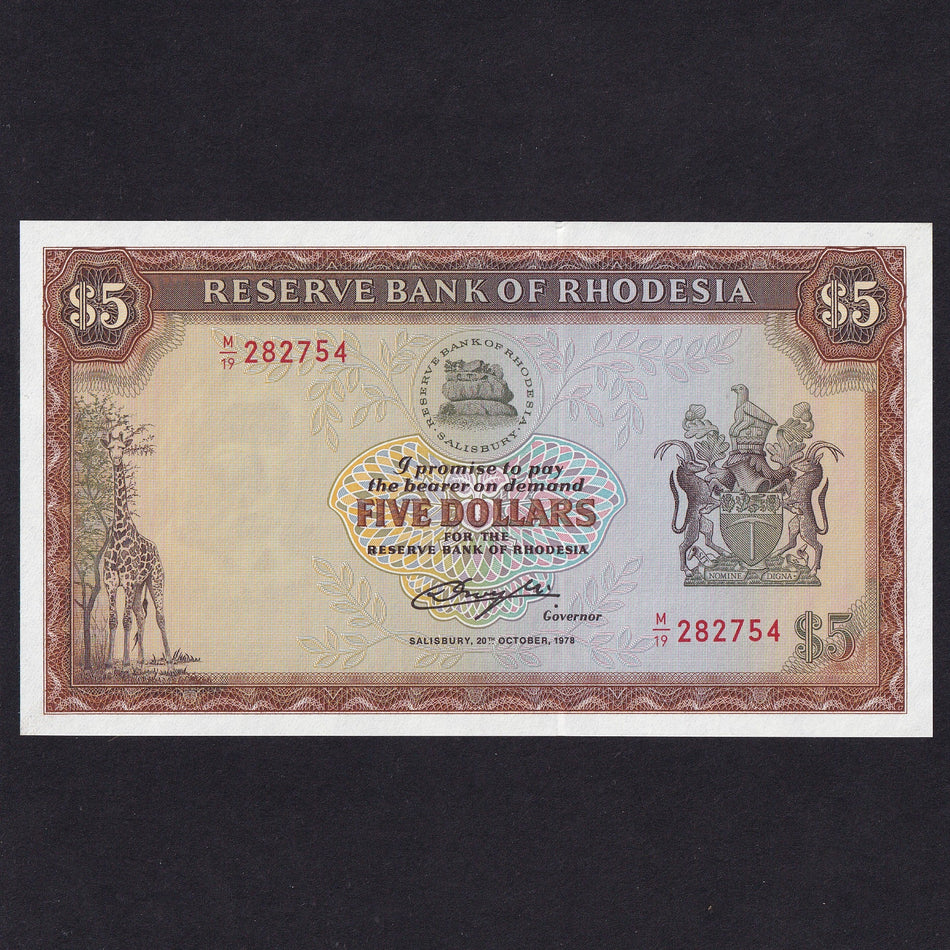 RESERVE BANK OF RHODESIA
$5
$5
M/19 282754
RESERVE BANK OF RHODESIA
· SALISBURY ·
I promise to pay
the bearer on demand
FIVE DOLLARS
FOR THE
RESERVE BANK OF RHODESIA
Governor
SALISBURY, 20TH OCTOBER, 1978
NOMINE DIGNA
M/19 282754
$5